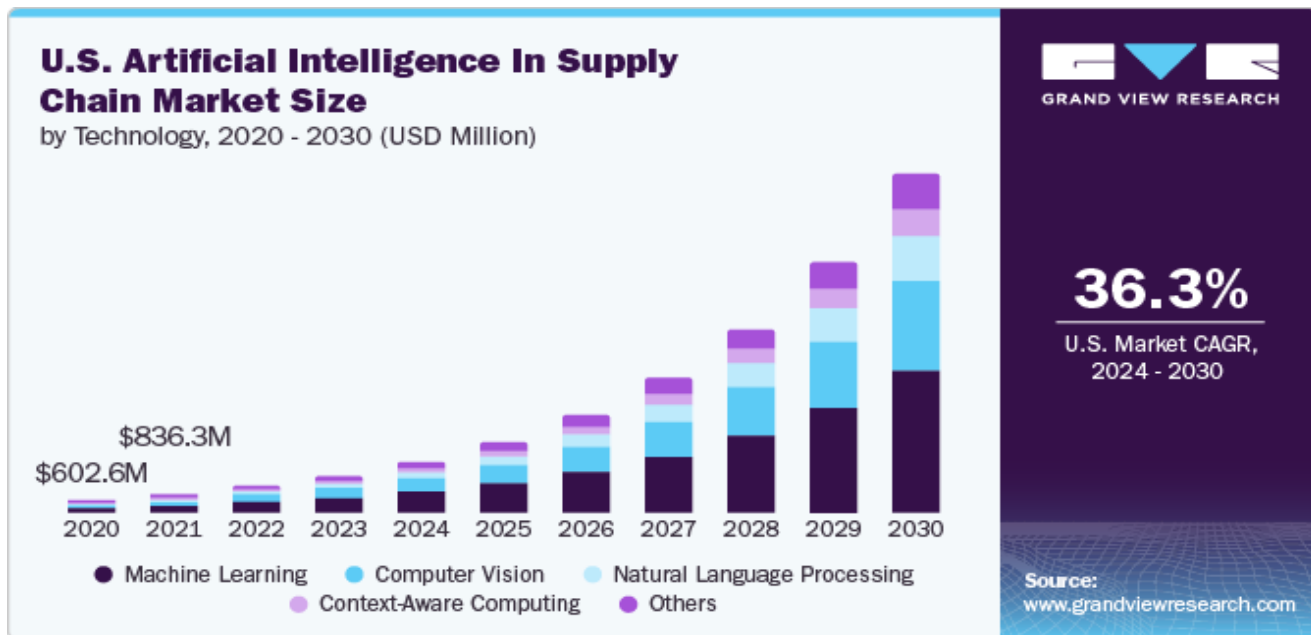 U.S. Artificial Intelligence In Supply
Chain Market Size
by Technology, 2020 - 2030 (USD Million)
$836.3M
$602.6M
2020 2021 2022 2023 2024 2025 2026 2027 2028 2029 2030
Machine Learning Computer Vision Natural Language Processing
Context-Aware Computing Others
GVR
GRAND VIEW RESEARCH
36.3%
U.S. Market CAGR,
2024 - 2030
Source:
www.grandviewresearch.com